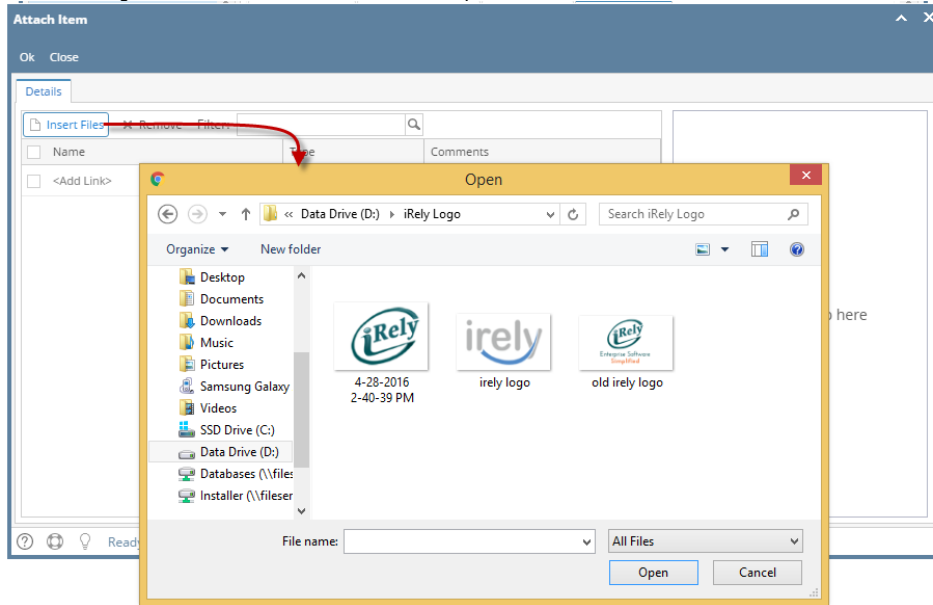 Attach Item
Ok Close
Details
Insert Files Remove Filter:
Name Type Comments
<Add Link>
Open
« Data Drive (D:) iRely Logo Search iRely Logo
Organize New folder
Desktop
Documents
Downloads
Music
Pictures
Samsung Galaxy
Videos
SSD Drive (C:)
Data Drive (D:)
Databases (\\files
Installer (\\fileser
iRely
irely
iRely
Enterprise Software
Simplified
4-28-2016
2-40-39 PM
irely logo
old irely logo
here
File name: All Files
Open Cancel
Ready